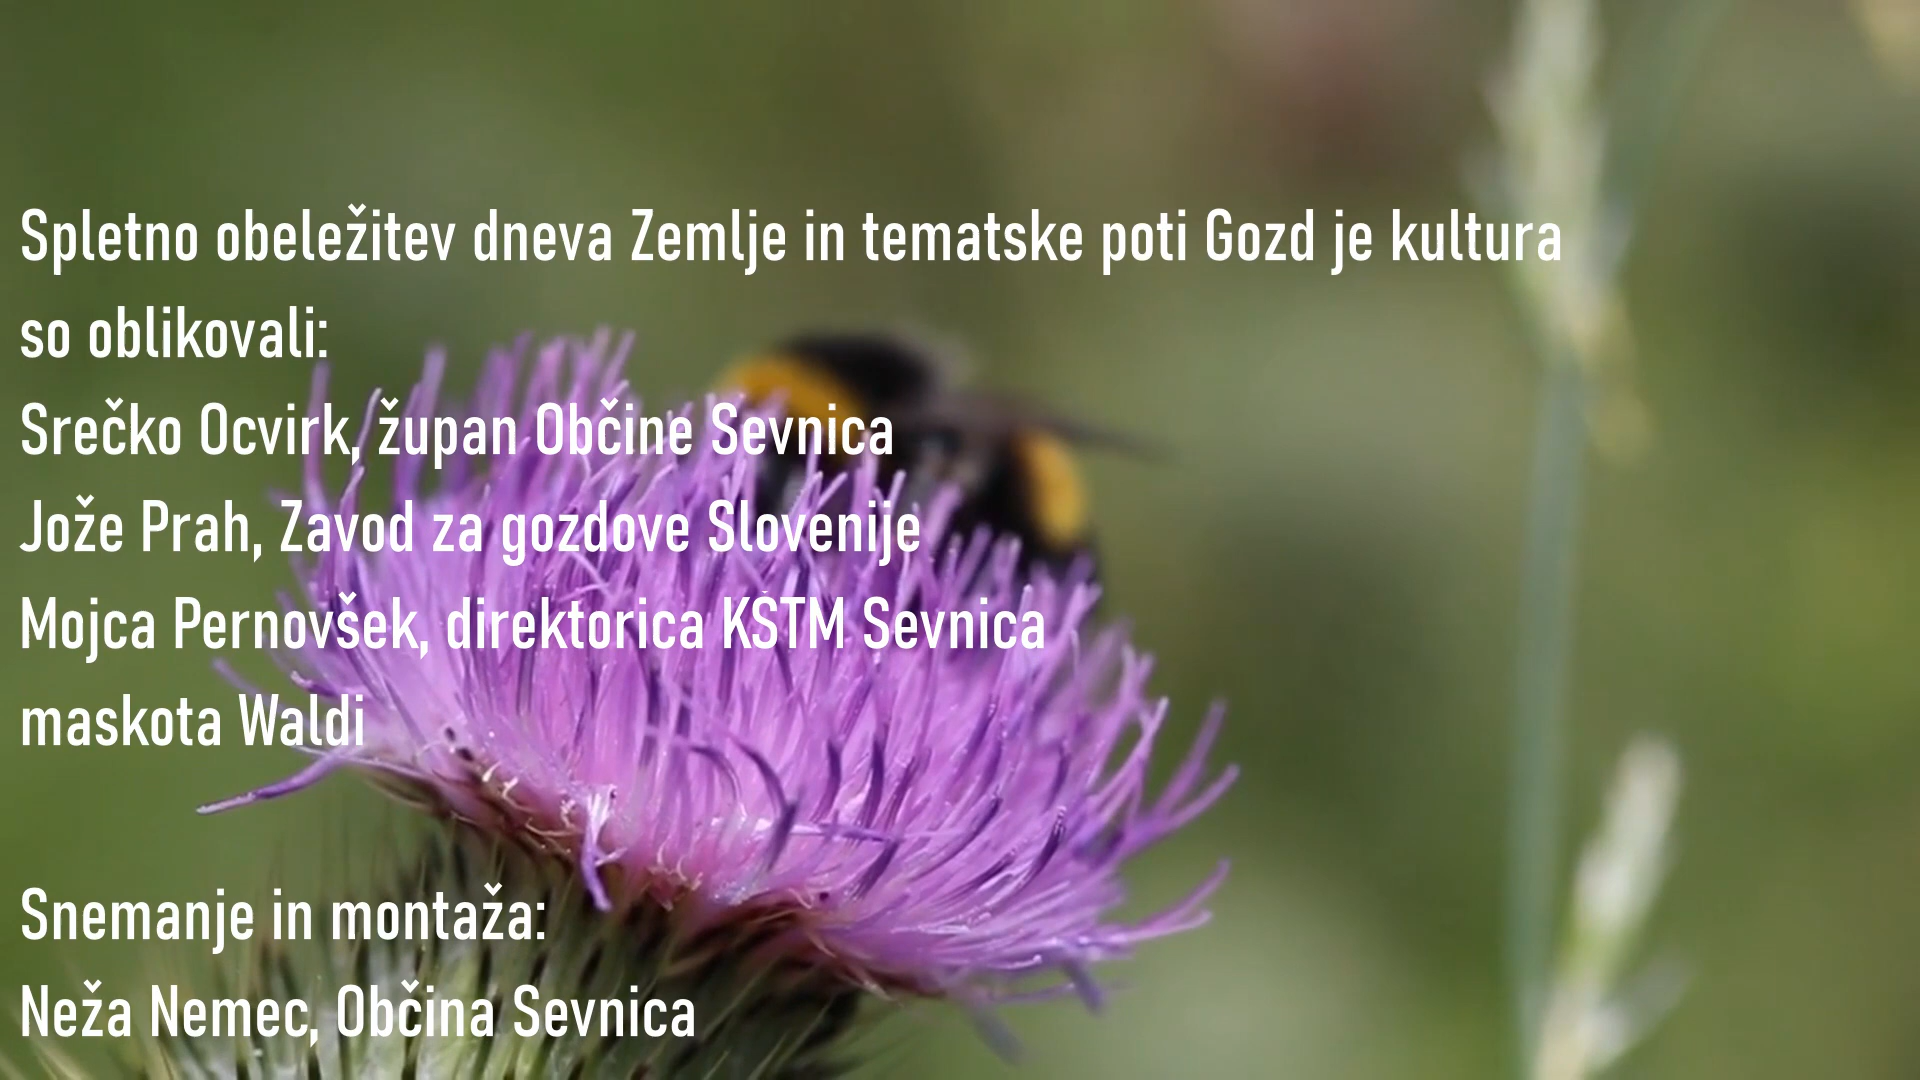 Spletno obeležitev dneva Zemlje in tematske poti Gozd je kultura
so oblikovali:
Srečko Ocvirk, župan Občine Sevnica
Jože Prah, Zavod za gozdove Slovenije
Mojca Pernovšek, direktorica KŠTM Sevnica
maskota Waldi
Snemanje in montaža:
Neža Nemec, Občina Sevnica